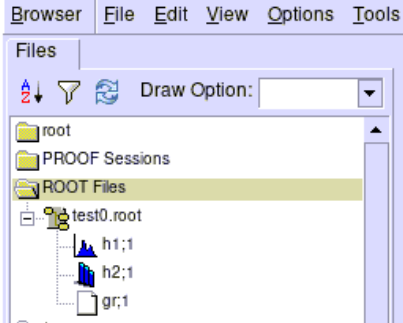 Browser File Edit View Options Tools
Files
Draw Option:
root
PROOF Sessions
ROOT Files
test0.root
h1;1
h2;1
gr;1